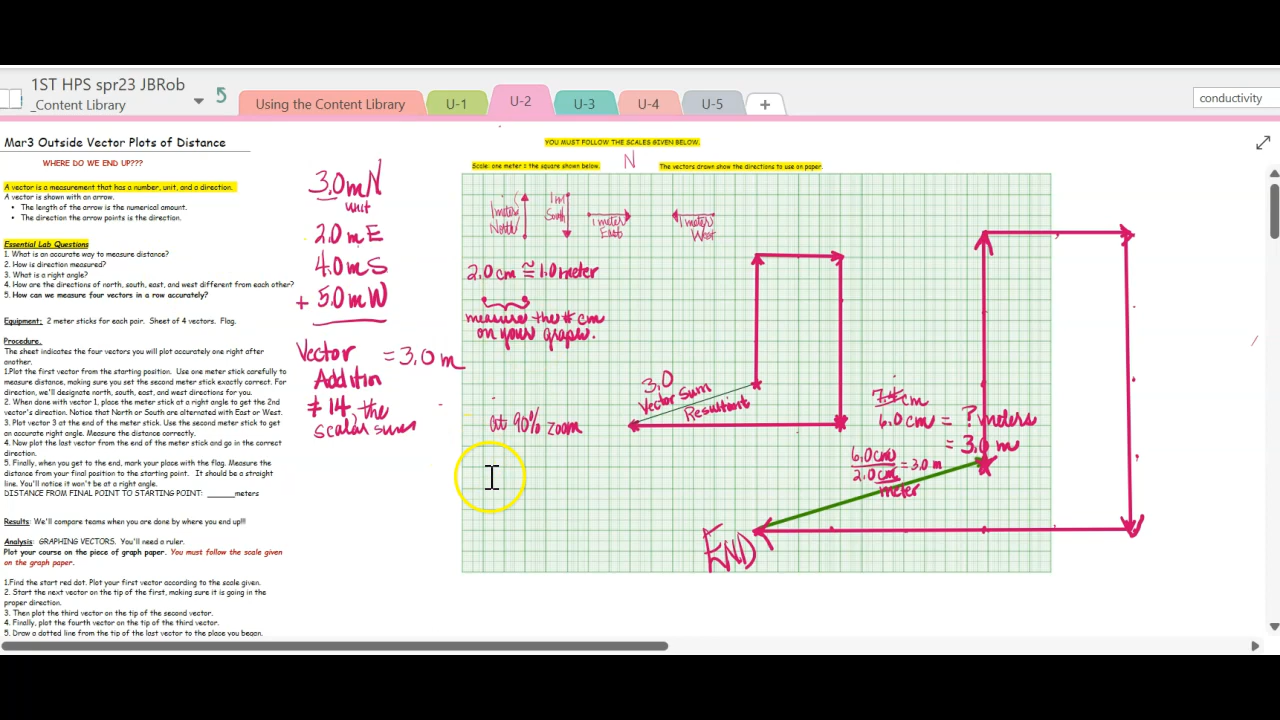 1ST HPS spr23 JBRob
_Content Library
Using the Content Library
U-1
U-2
U-3
U-4
U-5
+
conductivity
Mar3 Outside Vector Plots of Distance
WHERE DO WE END UP???
A vector is a measurement that has a number, unit, and a direction.
A vector is shown with an arrow.
• The length of the arrow is the numerical amount.
• The direction the arrow points is the direction.
Essential Lab Questions
1. What is an accurate way to measure distance?
2. How is direction measured?
3. What is a right angle?
4. How are the directions of north, south, east, and west different from each other?
5. How can we measure four vectors in a row accurately?
Equipment: 2 meter sticks for each pair. Sheet of 4 vectors. Flag.
Procedure.
The sheet indicates the four vectors you will plot accurately one right after
another.
1.Plot the first vector from the starting position. Use one meter stick carefully to
measure distance, making sure you set the second meter stick exactly correct. For
direction, we'll designate north, south, east, and west directions for you.
2. When done with vector 1, place the meter stick at a right angle to get the 2nd
vector's direction. Notice that North or South are alternated with East or West.
3. Plot vector 3 at the end of the meter stick. Use the second meter stick to get
an accurate right angle. Measure the distance correctly.
4. Now plot the last vector from the end of the meter stick and go in the correct
direction.
5. Finally, when you get to the end, mark your place with the flag. Measure the
distance from your final position to the starting point. It should be a straight
line. You'll notice it won't be at a right angle.
DISTANCE FROM FINAL POINT TO STARTING POINT: ______meters
Results: We'll compare teams when you are done by where you end up!!!
Analysis: GRAPHING VECTORS. You'll need a ruler.
Plot your course on the piece of graph paper. You must follow the scale given
on the graph paper.
1.Find the start red dot. Plot your first vector according to the scale given.
2. Start the next vector on the tip of the first, making sure it is going in the
proper direction.
3. Then plot the third vector on the tip of the second vector.
4. Finally, plot the fourth vector on the tip of the third vector.
5. Draw a dotted line from the tip of the last vector to the place you began.
3.0mN
unit
2.0mE
4.0mS
+ 5.0mW
Vector = 3.0 m
Addition
≠ 14, the
scalar sum
YOU MUST FOLLOW THE SCALES GIVEN BELOW.
Scale: one meter = the square shown below.
N
The vectors drawn show the directions to use on paper.
1meter
North
1m
South
1 meter
East
1meter
West
2.0 cm ≅ 1.0 meter
measure the # cm
on your graph.
at 90% zoom
3.0
Vector Sum
Resultant
cm
6.0 cm = ? meters
= 3.0 m
6.0cm
2.0cm = 3.0 m
meter
END